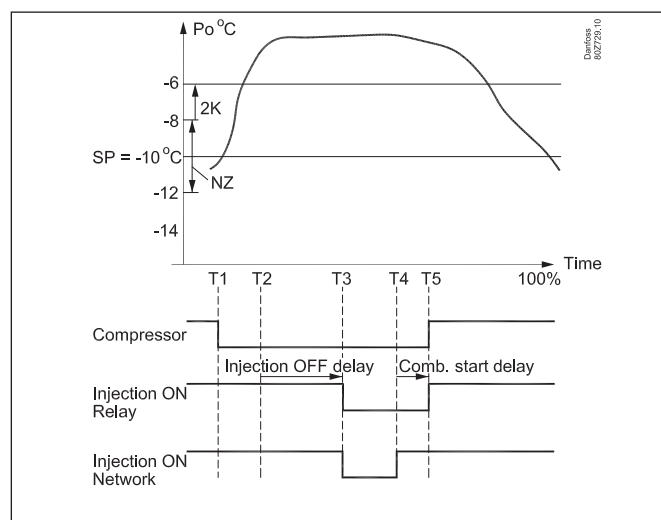 Po °C
Danfoss
80Z729.10
-6
2K
-8
SP = -10 °C
NZ
-12
-14
Time
T1 T2 T3 T4 T5 100%
Compressor
Injection OFF delay Comb. start delay
Injection ON
Relay
Injection ON
Network